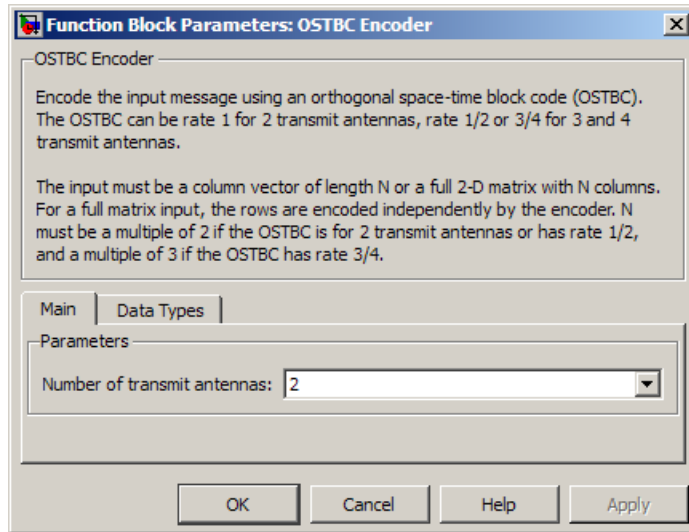 Function Block Parameters: OSTBC Encoder
OSTBC Encoder
Encode the input message using an orthogonal space-time block code (OSTBC).
The OSTBC can be rate 1 for 2 transmit antennas, rate 1/2 or 3/4 for 3 and 4
transmit antennas.
The input must be a column vector of length N or a full 2-D matrix with N columns.
For a full matrix input, the rows are encoded independently by the encoder. N
must be a multiple of 2 if the OSTBC is for 2 transmit antennas or has rate 1/2,
and a multiple of 3 if the OSTBC has rate 3/4.
Main Data Types
Parameters
Number of transmit antennas: 2
OK Cancel Help Apply